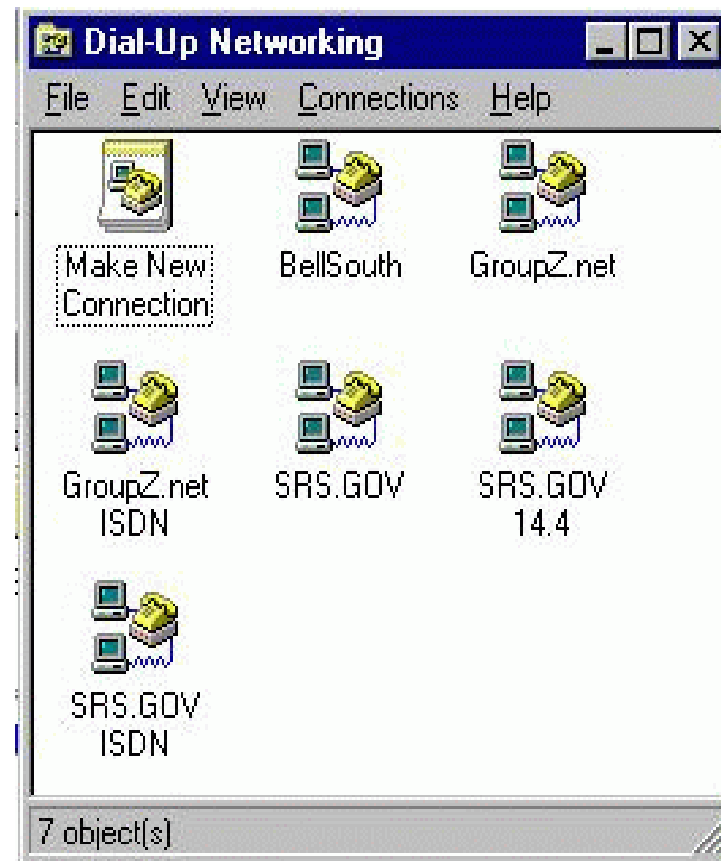 Dial-Up Networking
File Edit View Connections Help
Make New
Connection
BellSouth
GroupZ.net
GroupZ.net
ISDN
SRS.GOV
SRS.GOV
14.4
SRS.GOV
ISDN
7 object(s)